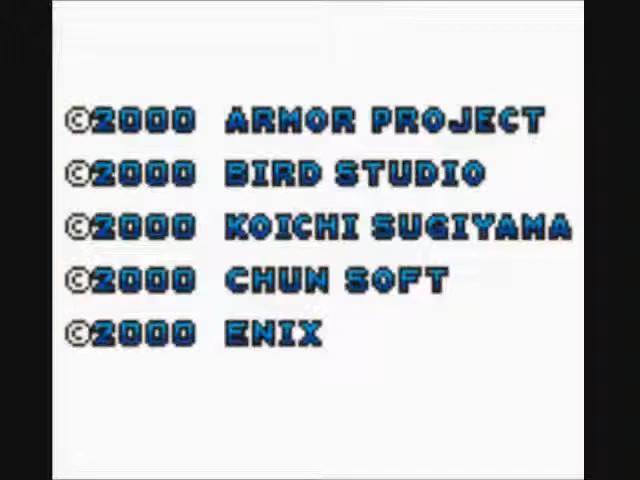 ©2000 ARMOR PROJECT
©2000 BIRD STUDIO
©2000 KOICHI SUGIYAMA
©2000 CHUN SOFT
©2000 ENIX